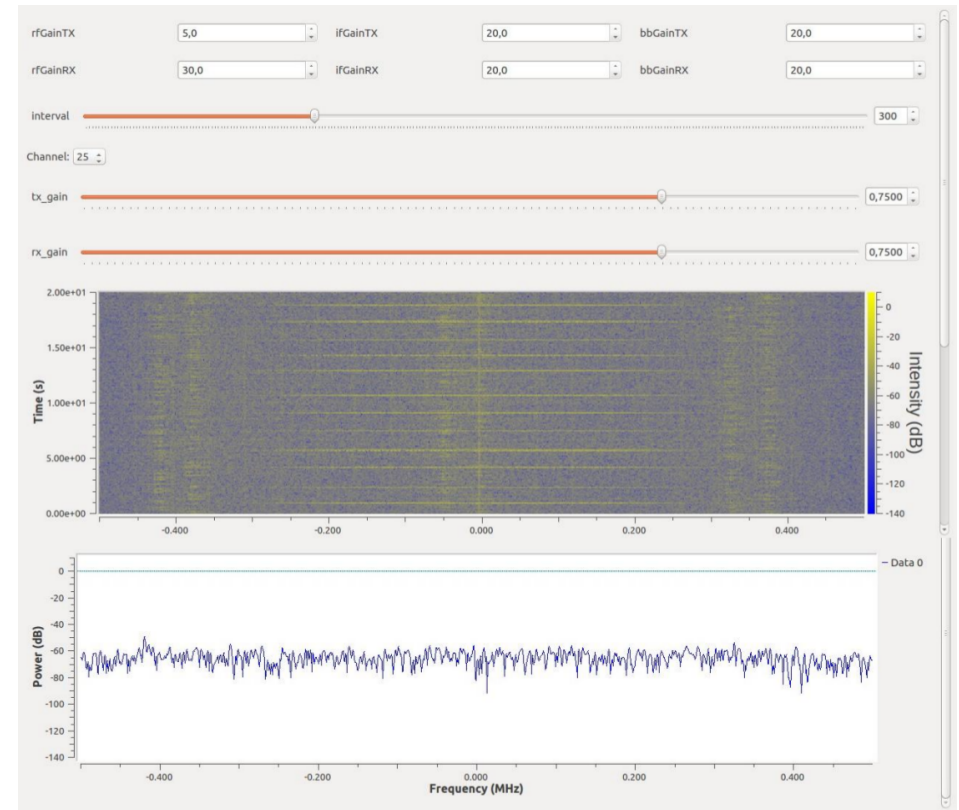 rfGainTX 5,0 ifGainTX 20,0 bbGainTX 20,0
rfGainRX 30,0 ifGainRX 20,0 bbGainRX 20,0
interval 300
Channel: 25
tx_gain 0,7500
rx_gain 0,7500
2.00e+01
1.50e+01
1.00e+01
5.00e+00
0.00e+00
Time (s)
-0.400 -0.200 0.000 0.200 0.400
0
-20
-40
-60
-80
-100
-120
-140
Intensity (dB)
Data 0
0
-20
-40
-60
-80
-100
-120
-140
Power (dB)
-0.400 -0.200 0.000 0.200 0.400
Frequency (MHz)